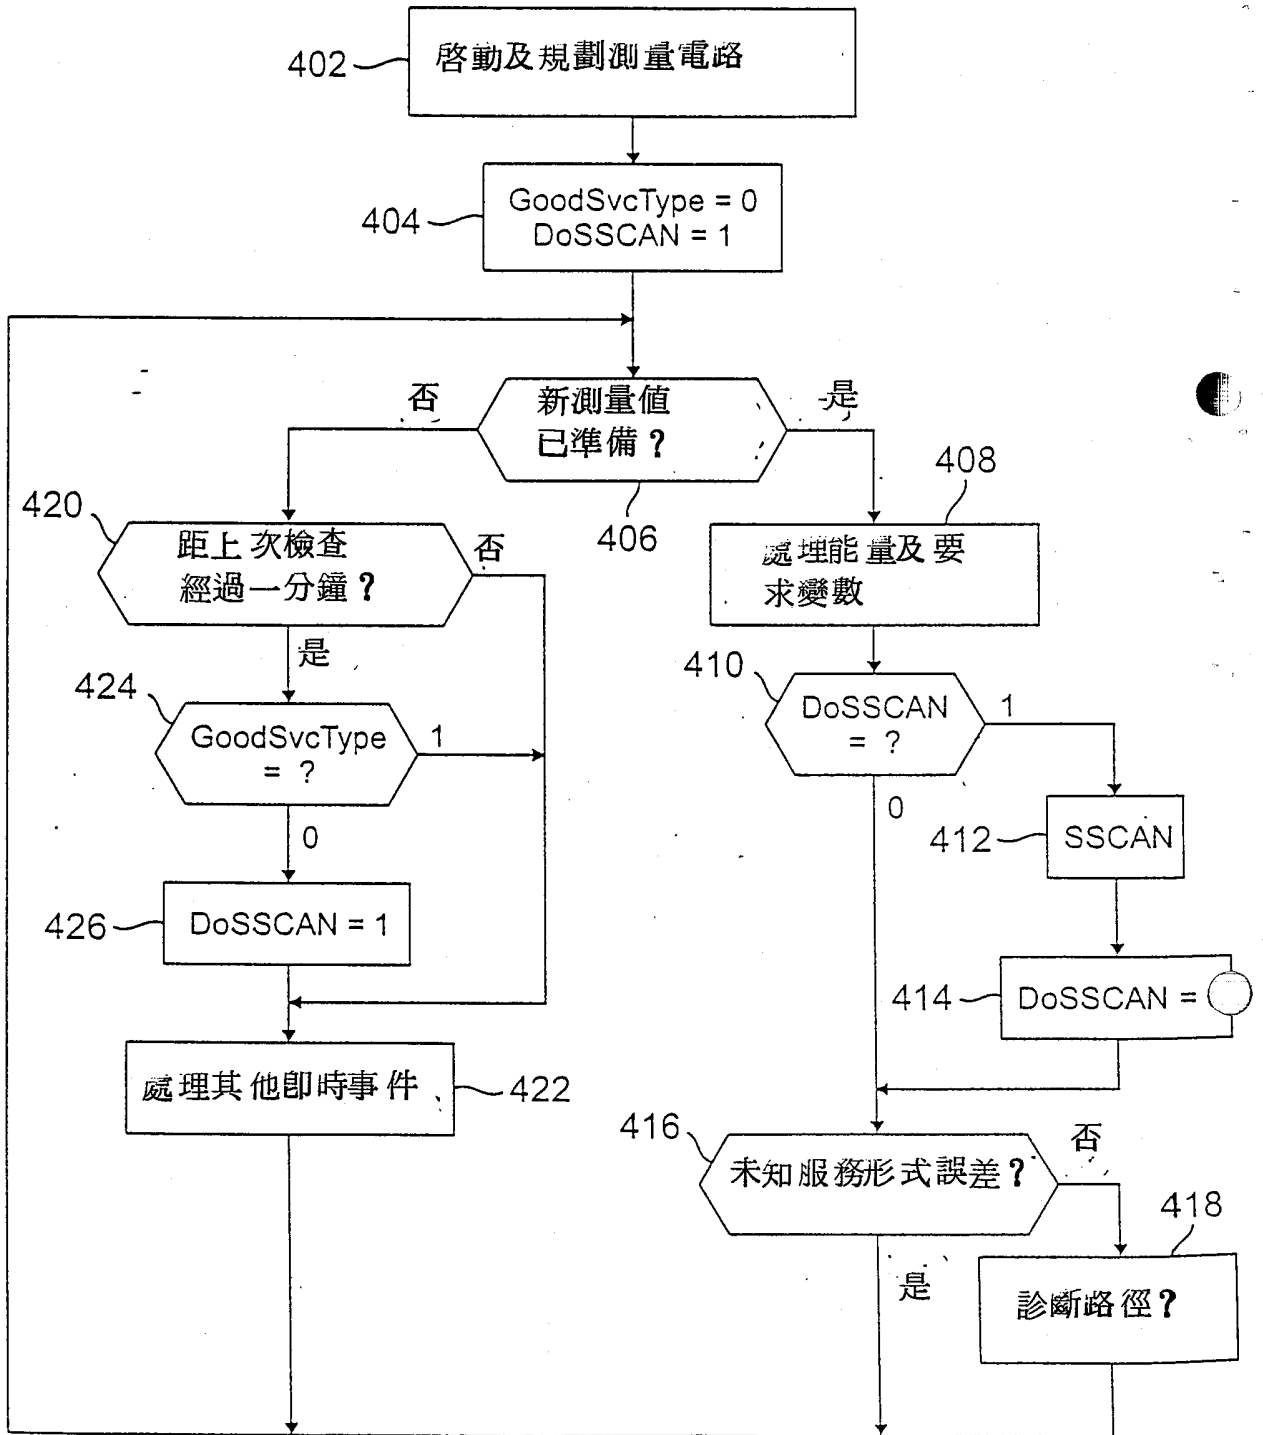 402
啓動及規劃測量電路
404
GoodSvcType = 0
DoSSCAN = 1
否
新測量值
已準備？
是
406
408
420
距上次檢查
經過一分鐘？
否
處理能量及要
求變數
是
410
424
GoodSvcType
= ?
1
DoSSCAN
= ?
1
0
0
412
SSCAN
426
DoSSCAN = 1
414
DoSSCAN =
處理其他即時事件
422
416
未知服務形式誤差？
否
418
是
診斷路徑？